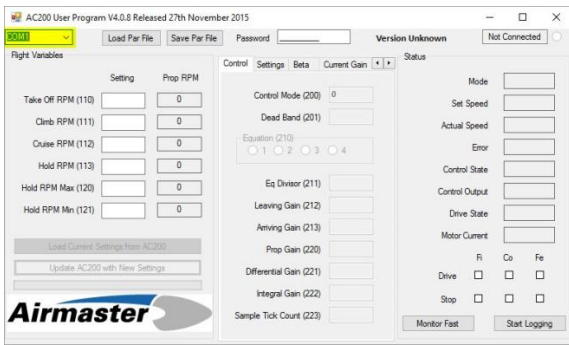 AC200 User Program V4.0.8 Released 27th November 2015
COM1 Load Par File Save Par File Password Version Unknown Not Connected
Flight Variables
Setting Prop RPM
Take Off RPM (110) 0
Climb RPM (111) 0
Cruise RPM (112) 0
Hold RPM (113) 0
Hold RPM Max (120) 0
Hold RPM Min (121) 0
Load Current Settings from AC200
Update AC200 with New Settings
Airmaster
Control Settings Beta Current Gain
Control Mode (200) 0
Dead Band (201)
Equation (210)
1 2 3 4
Eq Divisor (211)
Leaving Gain (212)
Arriving Gain (213)
Prop Gain (220)
Differential Gain (221)
Integral Gain (222)
Sample Tick Count (223)
Status
Mode
Set Speed
Actual Speed
Error
Control State
Control Output
Drive State
Motor Current
Fi Co Fe
Drive
Stop
Monitor Fast Start Logging